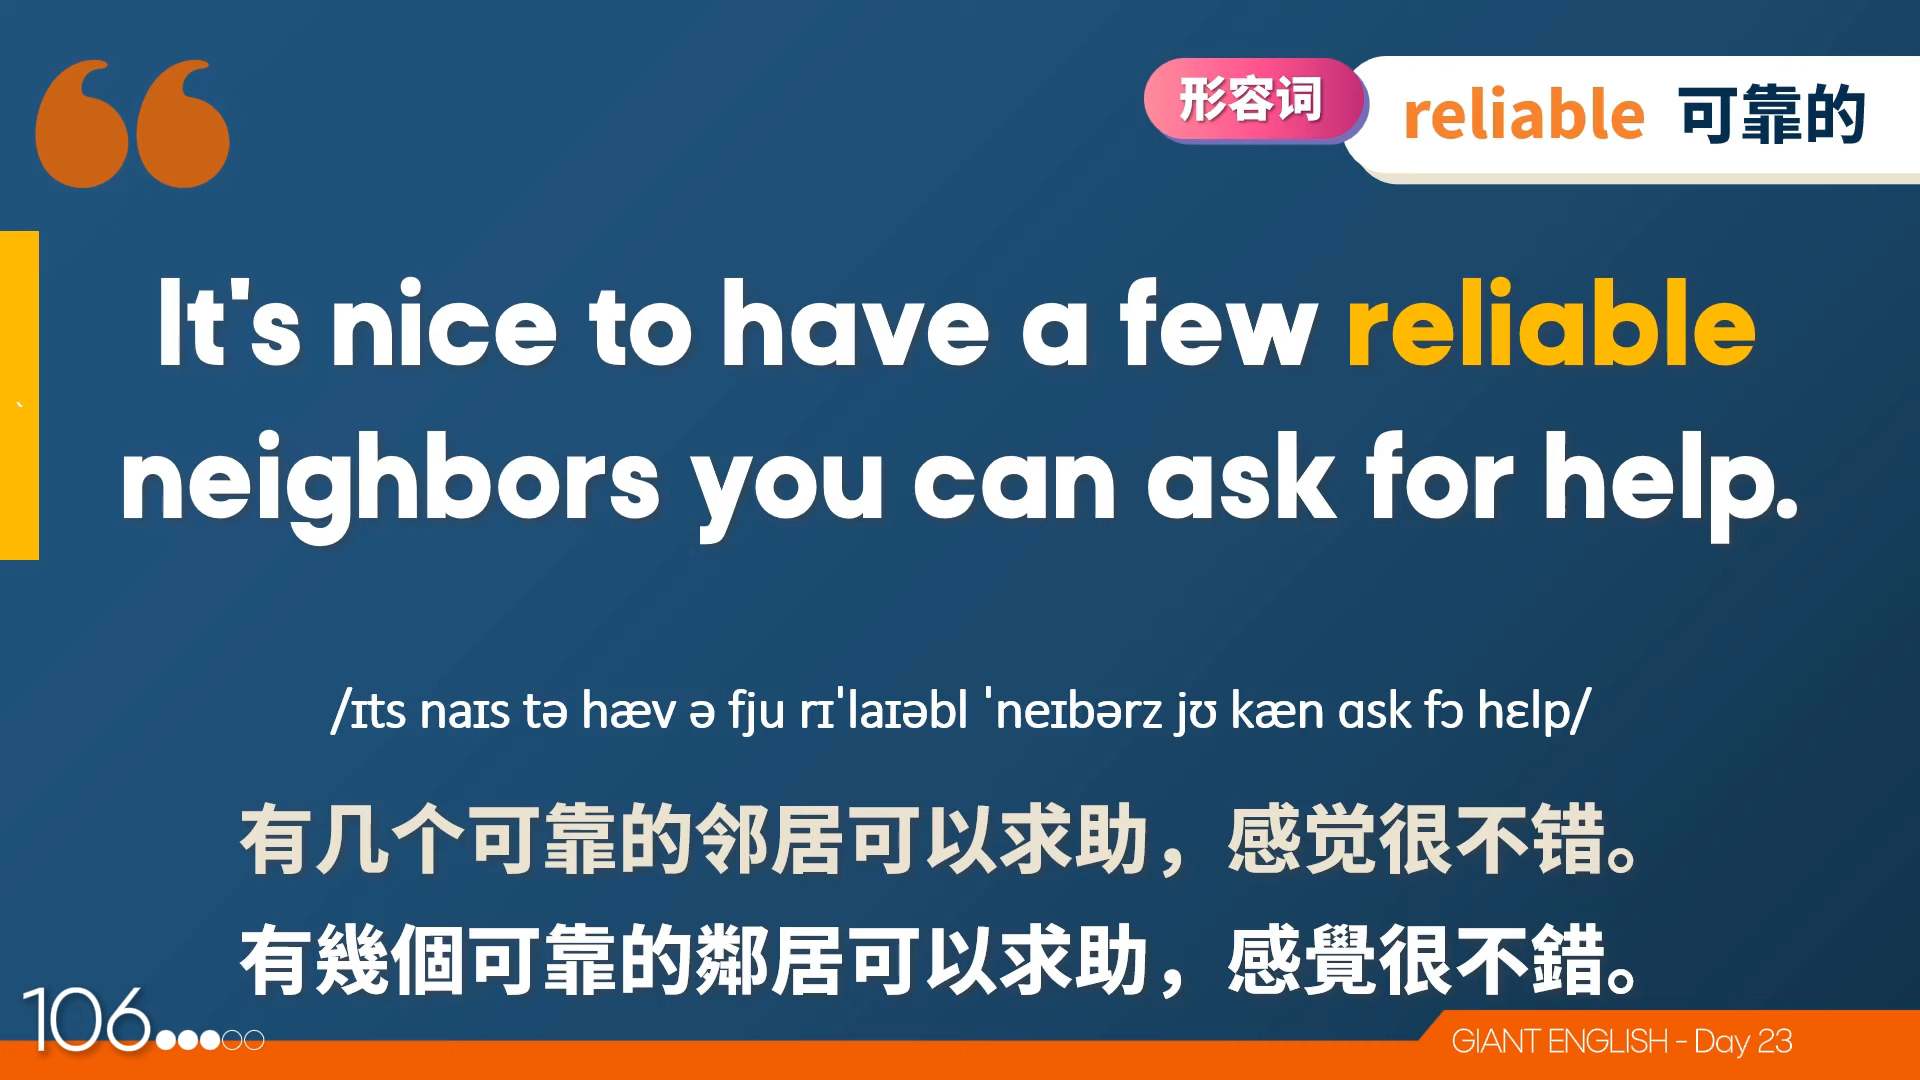 形容词
reliable 可靠的
It's nice to have a few reliable
neighbors you can ask for help.
/ɪts naɪs tə hæv ə fju rɪˈlaɪəbl ˈneɪbərz jʊ kæn ɑsk fɔ hɛlp/
有几个可靠的邻居可以求助，感觉很不错。
有幾個可靠的鄰居可以求助，感覺很不錯。
106
GIANT ENGLISH - Day 23